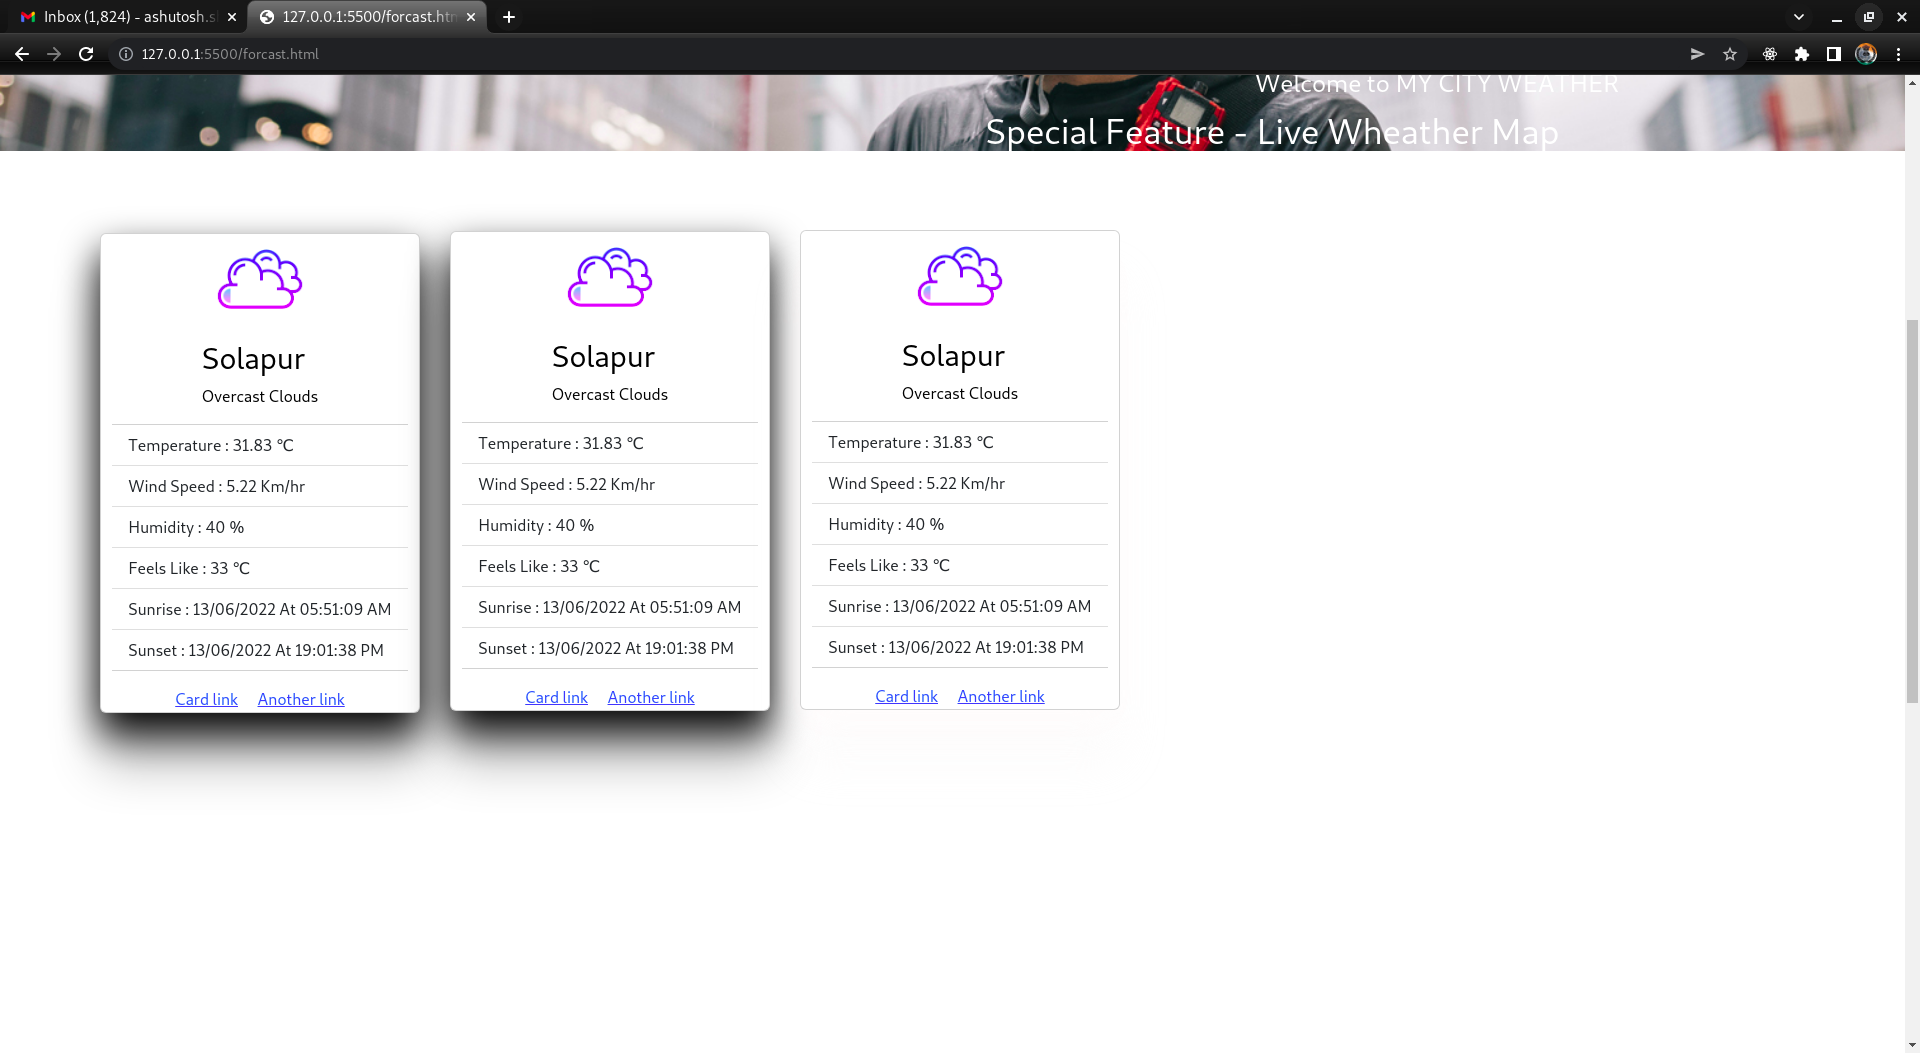 Inbox (1,824) - ashutosh.s
127.0.0.1:5500/forcast.htm
127.0.0.1:5500/forcast.html
Welcome to MY CITY WEATHER
Special Feature - Live Wheather Map
Solapur
Overcast Clouds
Temperature : 31.83 °C
Wind Speed : 5.22 Km/hr
Humidity : 40 %
Feels Like : 33 °C
Sunrise : 13/06/2022 At 05:51:09 AM
Sunset : 13/06/2022 At 19:01:38 PM
Card link Another link
Solapur
Overcast Clouds
Temperature : 31.83 °C
Wind Speed : 5.22 Km/hr
Humidity : 40 %
Feels Like : 33 °C
Sunrise : 13/06/2022 At 05:51:09 AM
Sunset : 13/06/2022 At 19:01:38 PM
Card link Another link
Solapur
Overcast Clouds
Temperature : 31.83 °C
Wind Speed : 5.22 Km/hr
Humidity : 40 %
Feels Like : 33 °C
Sunrise : 13/06/2022 At 05:51:09 AM
Sunset : 13/06/2022 At 19:01:38 PM
Card link Another link